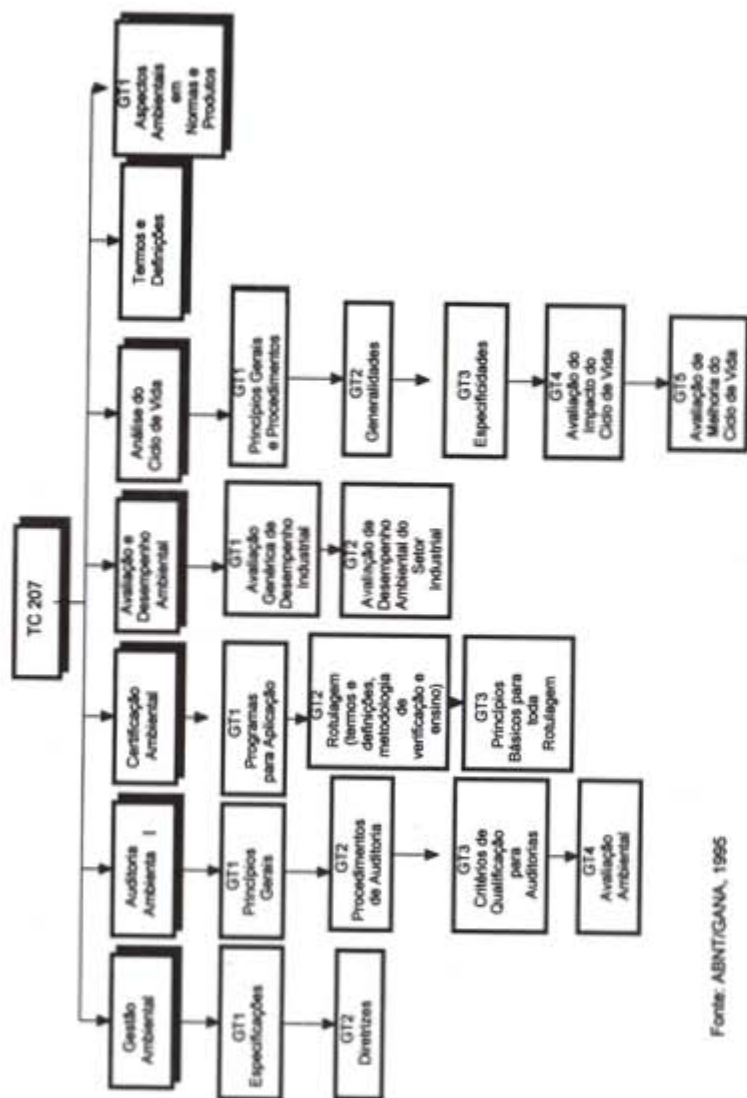 TC 207
Gestão
Ambiental
GT1
Especificações
GT2
Diretrizes
Auditoria
Ambienta l
GT1
Princípios
Gerais
GT2
Procedimentos
de Auditoria
GT3
Critérios de
Qualificação
para
Auditorias
GT4
Avaliação
Ambiental
Certificação
Ambiental
GT1
Programas
para Aplicação
GT2
Rotulagem
(termos e
definições,
metodologia
de
verificação e
ensino)
GT3
Princípios
Básicos para
toda
Rotulagem
Avaliação e
Desempenho
Ambiental
GT1
Avaliação
Genérica de
Desempenho
Industrial
GT2
Avaliação de
Desempenho
Ambiental do
Setor
Industrial
Análise do
Ciclo de Vida
GT1
Princípios Gerais
e Procedimentos
GT2
Generalidades
GT3
Especificidades
GT4
Avaliação do
Impacto do
Ciclo de Vida
GT5
Avaliação de
Melhoria do
Ciclo de Vida
Termos e
Definições
GT1
Aspectos
Ambientais
em
Normas e
Produtos
Fonte: ABNT/GANA, 1995